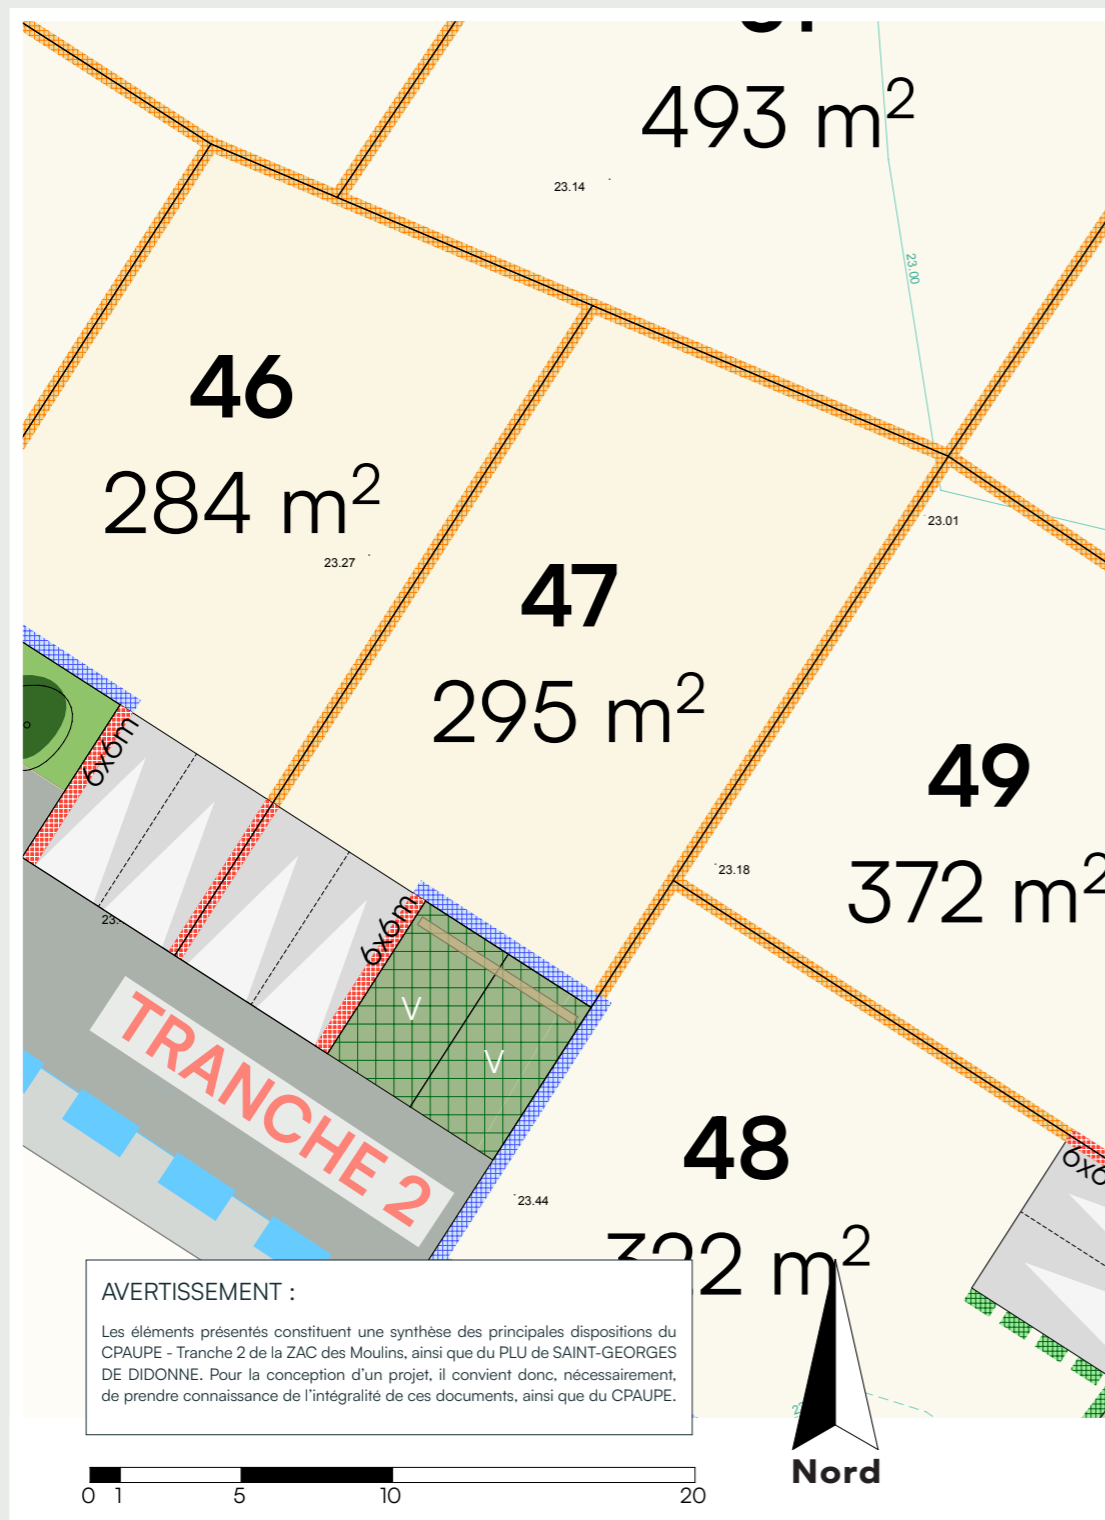 493 m²
23.14
23.00
46
284 m²
23.27
47
295 m²
23.01
49
372 m²
23.18
6x6m
6x6m
V
V
TRANCHE 2
48
m²
23.44
AVERTISSEMENT :
Les éléments présentés constituent une synthèse des principales dispositions du
CPAUPE - Tranche 2 de la ZAC des Moulins, ainsi que du PLU de SAINT-GEORGES
DE DIDONNE. Pour la conception d'un projet, il convient donc, nécessairement,
de prendre connaissance de l'intégralité de ces documents, ainsi que du CPAUPE.
0 1 5 10 20
Nord